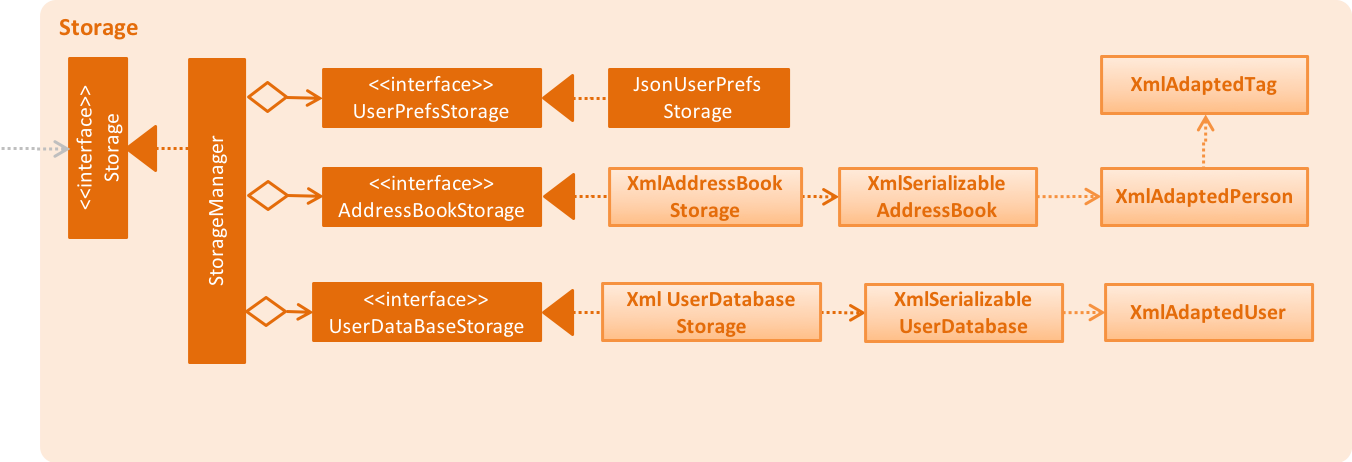 Storage
<<interface>>
Storage
StorageManager
<<interface>>
UserPrefsStorage
JsonUserPrefs
Storage
XmlAdaptedTag
<<interface>>
AddressBookStorage
XmlAddressBook
Storage
XmlSerializable
AddressBook
XmlAdaptedPerson
<<interface>>
UserDataBaseStorage
Xml UserDatabase
Storage
XmlSerializable
UserDatabase
XmlAdaptedUser